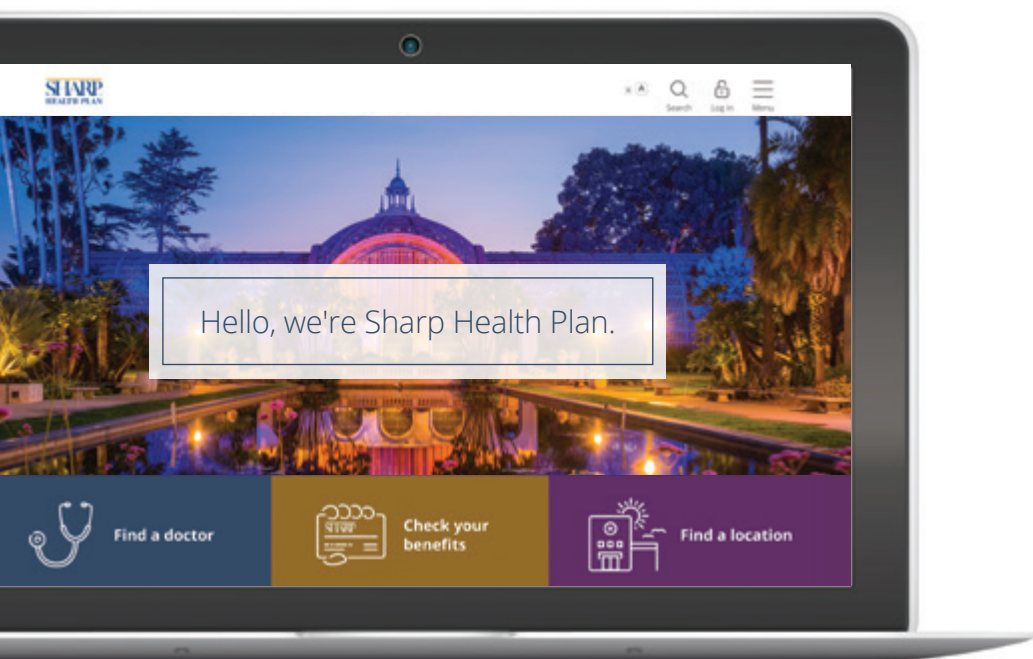 SHARP
HEALTH PLAN
A A
Search
Log in
Menu
Hello, we're Sharp Health Plan.
Find a doctor
SHARP
Check your
benefits
Find a location